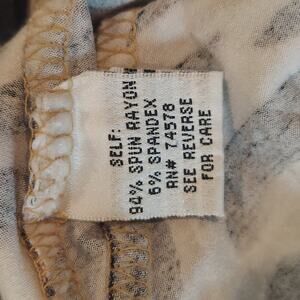 SELF:
94% SPUN RAYON
6% SPANDEX
RN# 74578
SEE REVERSE
FOR CARE